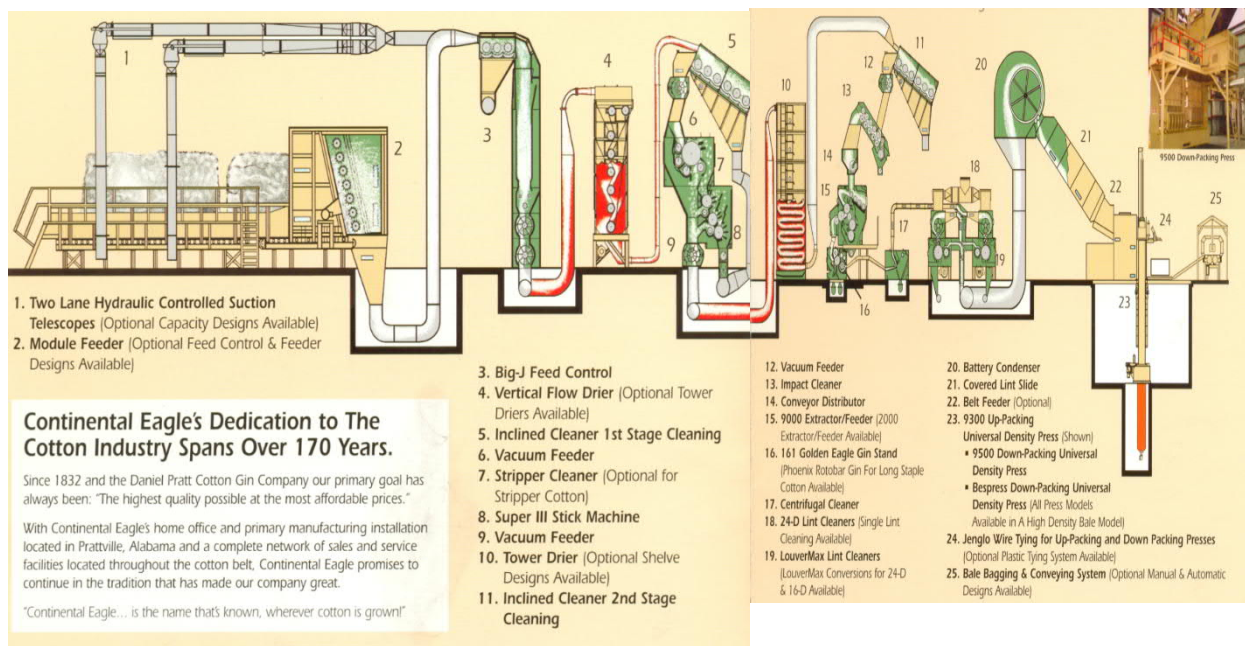 1
2
3
4
5
6
7
8
9
10
11
12
13
14
15
16
17
18
19
20
21
22
23
24
25
9500 Down-Packing Press
1. Two Lane Hydraulic Controlled Suction
Telescopes (Optional Capacity Designs Available)
2. Module Feeder (Optional Feed Control & Feeder
Designs Available)
Continental Eagle's Dedication to The
Cotton Industry Spans Over 170 Years.
Since 1832 and the Daniel Pratt Cotton Gin Company our primary goal has
always been: "The highest quality possible at the most affordable prices."
With Continental Eagle's home office and primary manufacturing installation
located in Prattville, Alabama and a complete network of sales and service
facilities located throughout the cotton belt, Continental Eagle promises to
continue in the tradition that has made our company great.
"Continental Eagle... is the name that's known, wherever cotton is grown!"
3. Big-J Feed Control
4. Vertical Flow Drier (Optional Tower
Driers Available)
5. Inclined Cleaner 1st Stage Cleaning
6. Vacuum Feeder
7. Stripper Cleaner (Optional for
Stripper Cotton)
8. Super III Stick Machine
9. Vacuum Feeder
10. Tower Drier (Optional Shelve
Designs Available)
11. Inclined Cleaner 2nd Stage
Cleaning
12. Vacuum Feeder
13. Impact Cleaner
14. Conveyor Distributor
15. 9000 Extractor/Feeder (2000
Extractor/Feeder Available)
16. 161 Golden Eagle Gin Stand
(Phoenix Rotobar Gin For Long Staple
Cotton Available)
17. Centrifugal Cleaner
18. 24-D Lint Cleaners (Single Lint
Cleaning Available)
19. LouverMax Lint Cleaners
(LouverMax Conversions for 24-D
& 16-D Available)
20. Battery Condenser
21. Covered Lint Slide
22. Belt Feeder (Optional)
23. 9300 Up-Packing
Universal Density Press (Shown)
▪ 9500 Down-Packing Universal
Density Press
▪ Bespress Down-Packing Universal
Density Press (All Press Models
Available in A High Density Bale Model)
24. Jenglo Wire Tying for Up-Packing and Down Packing Presses
(Optional Plastic Tying System Available)
25. Bale Bagging & Conveying System (Optional Manual & Automatic
Designs Available)